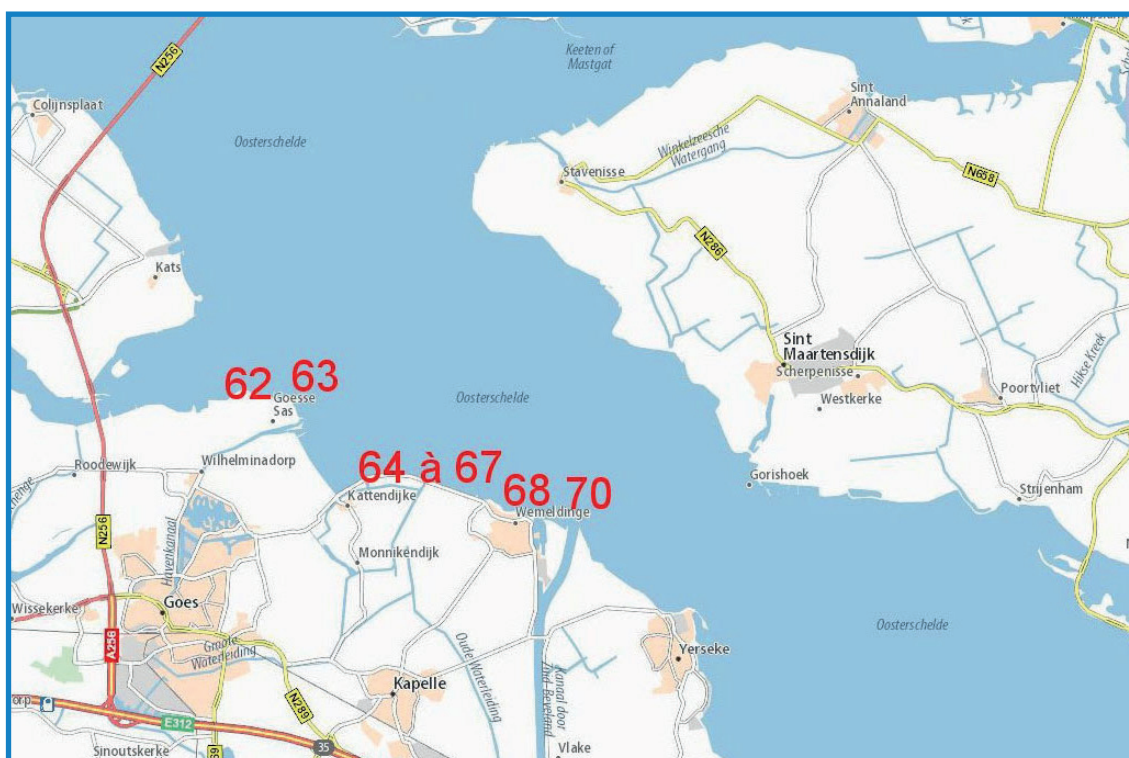 N256
Keeten of
Mastgat
Colijnsplaat
Oosterschelde
Sint
Annaland
Winkelzeesche
Watergang
Stavenisse
N658
N286
Kats
Hikse Kreek
Sint
Maartensdijk
Scherpenisse
Poortvliet
Westkerke
62 63
Goesse
Sas
Oosterschelde
64 à 67
68 70
Roodewijk
Wilhelminadorp
Kattendijke
Wemeldinge
Gorishoek
Strijenham
N256
Havenkanaal
Monnikendijk
Wissekerke
Goes
A256
Groote
Waterleiding
Oude Waterleiding
Kanaal door
Zuid-Beveland
Yerseke
Oosterschelde
Kapelle
N289
E312
35
Sinoutskerke
Vlake